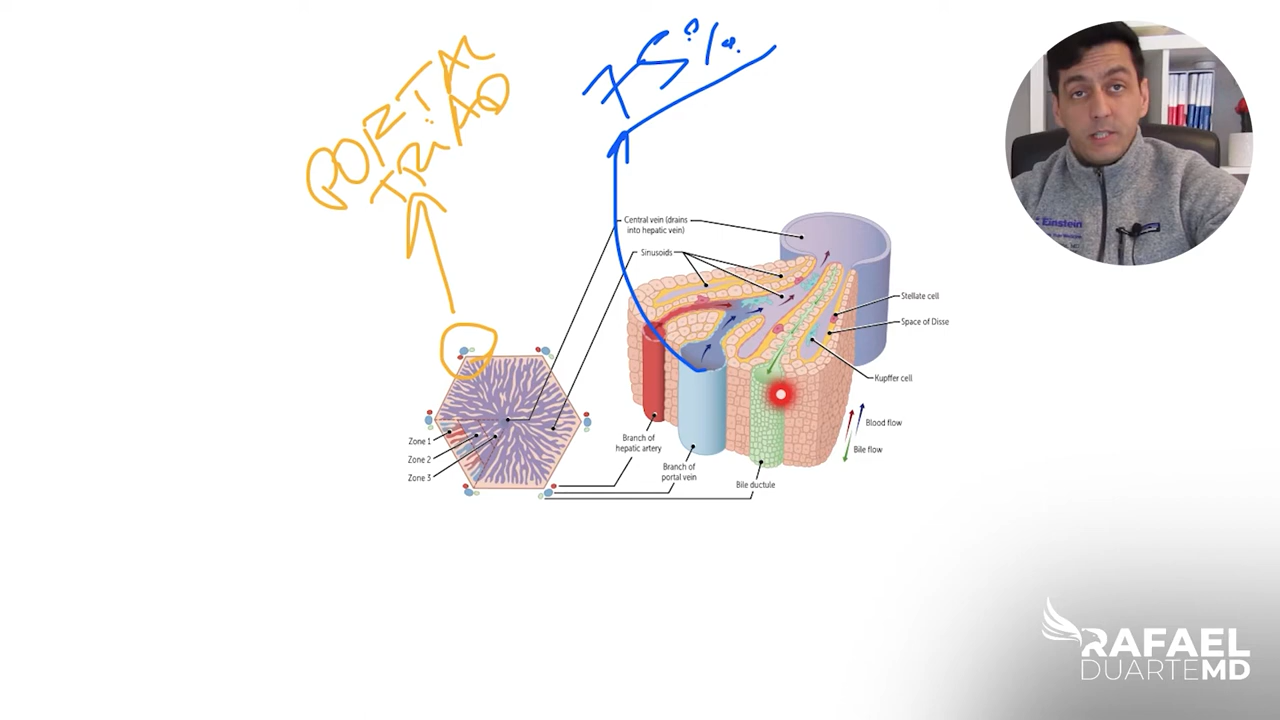 PORTAL
TRIAD
75%
Central vein (drains
into hepatic vein)
Sinusoids
Stellate cell
Space of Disse
Kupffer cell
Blood flow
Bile flow
Zone 1
Zone 2
Zone 3
Branch of
hepatic artery
Branch of
portal vein
Bile ductule
Einstein
RAFAEL
DUARTEMD